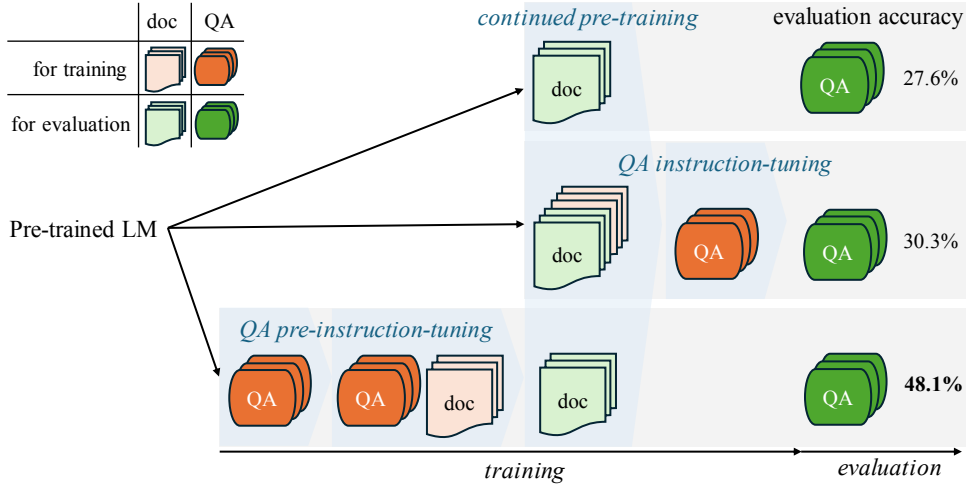 doc QA
for training
for evaluation
continued pre-training
evaluation accuracy
doc
QA
27.6%
QA instruction-tuning
Pre-trained LM
doc
QA
QA
30.3%
QA pre-instruction-tuning
QA
QA
doc
doc
QA
48.1%
training
evaluation